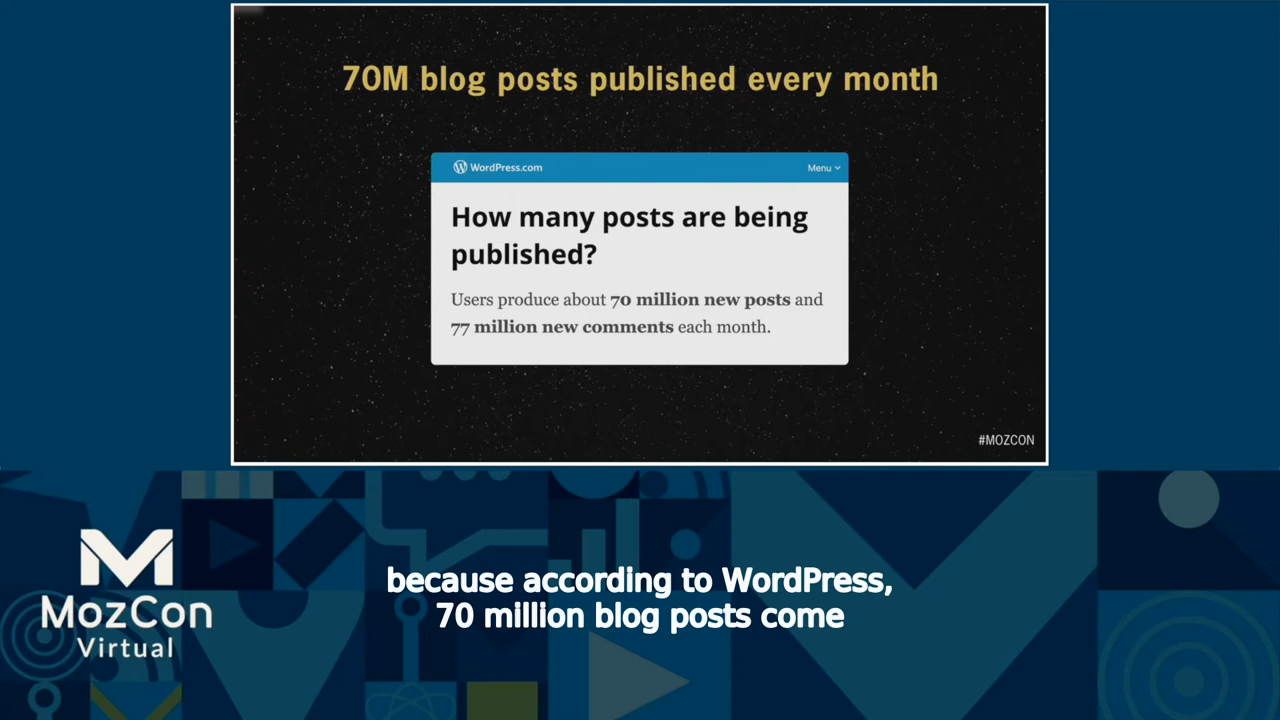 70M blog posts published every month
WordPress.com
Menu
How many posts are being
published?
Users produce about 70 million new posts and
77 million new comments each month.
#MOZCON
because according to WordPress,
70 million blog posts come
M
MozCon
Virtual